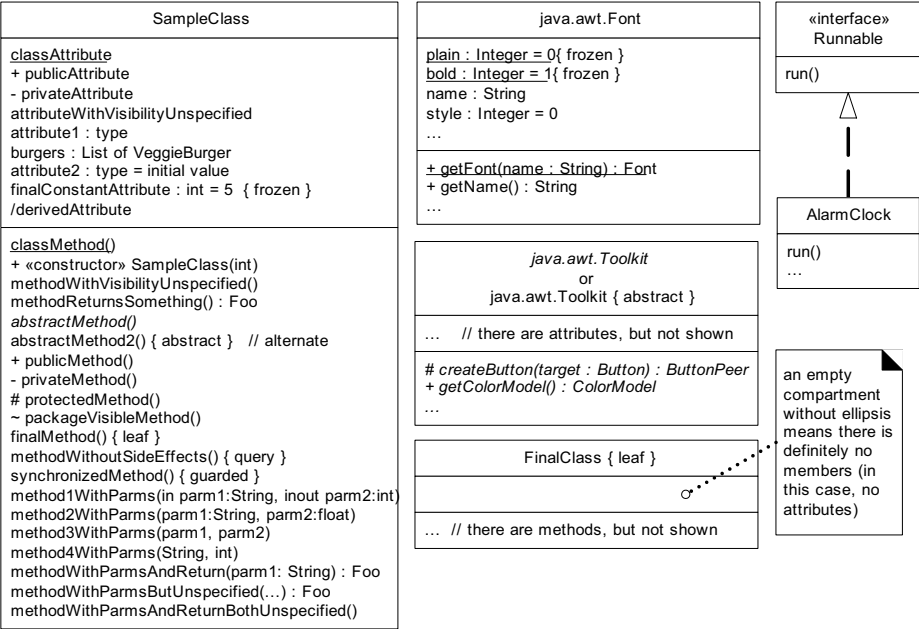 SampleClass
classAttribute
+ publicAttribute
- privateAttribute
attributeWithVisibilityUnspecified
attribute1 : type
burgers : List of VeggieBurger
attribute2 : type = initial value
finalConstantAttribute : int = 5 { frozen }
/derivedAttribute
classMethod()
+ «constructor» SampleClass(int)
methodWithVisibilityUnspecified()
methodReturnsSomething() : Foo
abstractMethod()
abstractMethod2() { abstract } // alternate
+ publicMethod()
- privateMethod()
# protectedMethod()
~ packageVisibleMethod()
finalMethod() { leaf }
methodWithoutSideEffects() { query }
synchronizedMethod() { guarded }
method1WithParms(in parm1:String, inout parm2:int)
method2WithParms(parm1:String, parm2:float)
method3WithParms(parm1, parm2)
method4WithParms(String, int)
methodWithParmsAndReturn(parm1: String) : Foo
methodWithParmsButUnspecified(...) : Foo
methodWithParmsAndReturnBothUnspecified()
java.awt.Font
plain : Integer = 0{ frozen }
bold : Integer = 1{ frozen }
name : String
style : Integer = 0
...
+ getFont(name : String) : Font
+ getName() : String
...
java.awt.Toolkit
or
java.awt.Toolkit { abstract }
... // there are attributes, but not shown
# createButton(target : Button) : ButtonPeer
+ getColorModel() : ColorModel
...
FinalClass { leaf }
... // there are methods, but not shown
«interface»
Runnable
run()
AlarmClock
run()
...
an empty
compartment
without ellipsis
means there is
definitely no
members (in
this case, no
attributes)